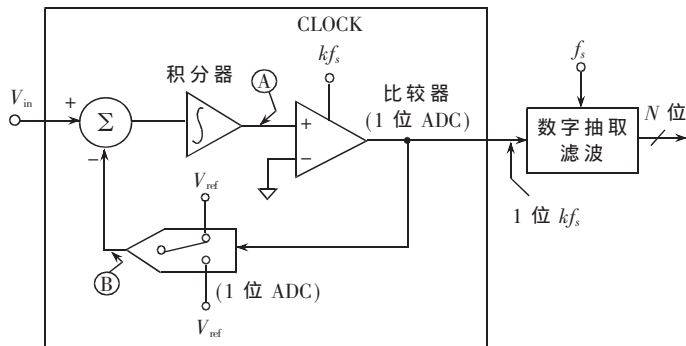 CLOCK
kfs
积分器
A
比较器
(1 位 ADC)
Vin
+
Σ
−
∫
+
−
fs
N 位
数字抽取
滤波
1 位 kfs
Vref
B
(1 位 ADC)
Vref